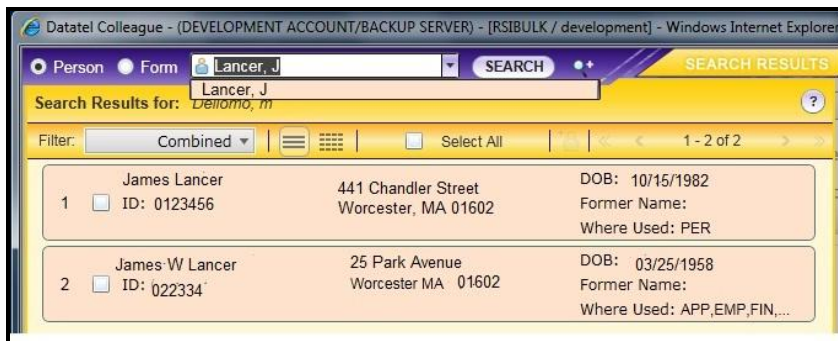 Datatel Colleague - (DEVELOPMENT ACCOUNT/BACKUP SERVER) - [RSIBULK / development] - Windows Internet Explorer
Person Form Lancer, J SEARCH SEARCH RESULTS
Lancer, J
Search Results for: Dellomo, m ?
Filter: Combined Select All 1 - 2 of 2
James Lancer 441 Chandler Street DOB: 10/15/1982
1 ID: 0123456 Worcester, MA 01602 Former Name:
Where Used: PER
James W Lancer 25 Park Avenue DOB: 03/25/1958
2 ID: 022334 Worcester MA 01602 Former Name:
Where Used: APP,EMP,FIN,...